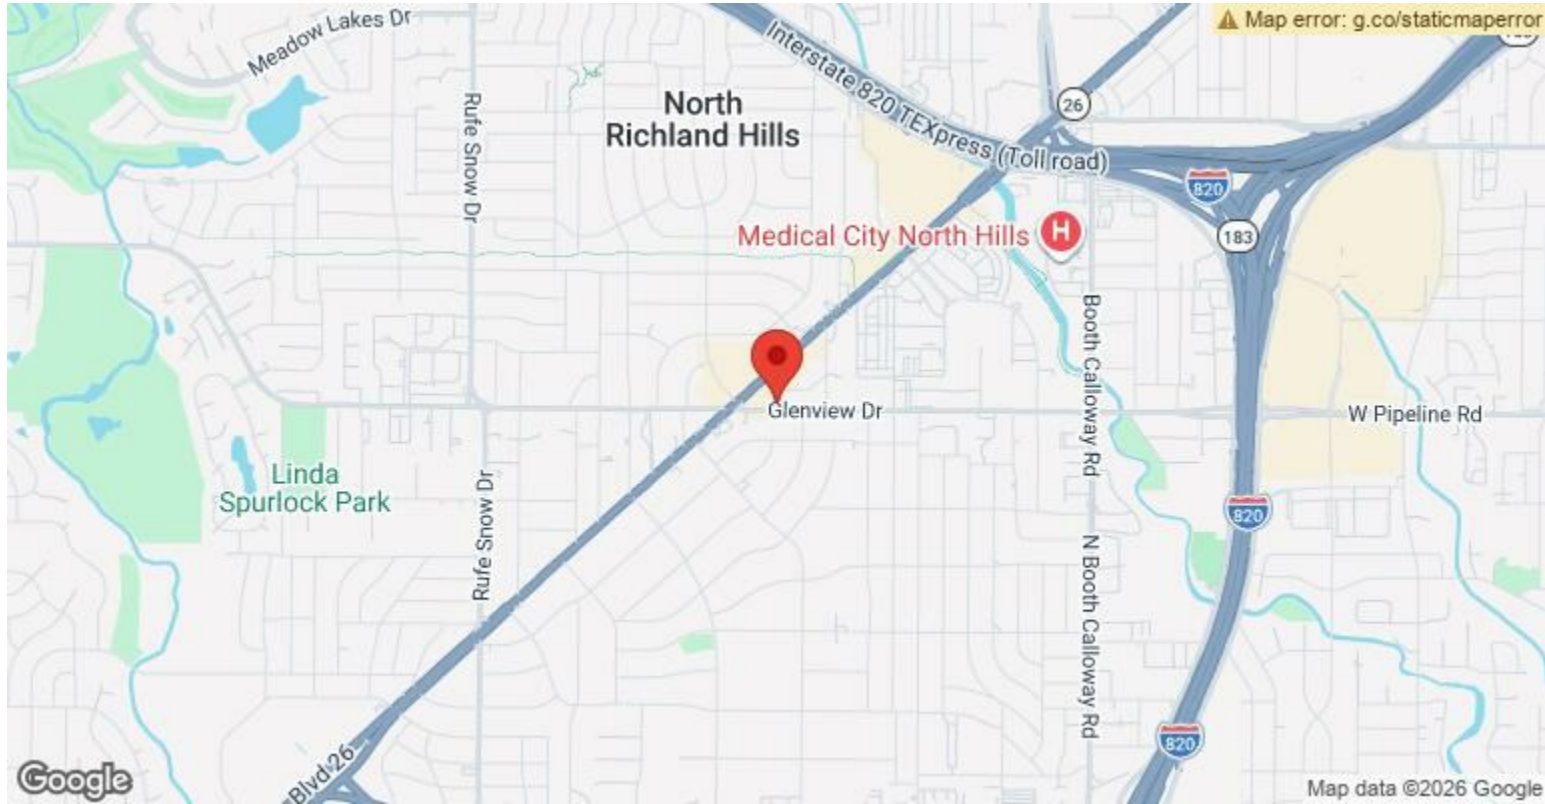 Map error: g.co/staticmaperror
Meadow Lakes Dr
Interstate 820 TEXpress (Toll road)
North
Richland Hills
26
Rufe Snow Dr
820
183
Medical City North Hills
H
Booth Calloway Rd
Glenview Dr
W Pipeline Rd
Linda
Spurlock Park
Rufe Snow Dr
820
N Booth Calloway Rd
820
Blvd 26
Google
Map data ©2026 Google